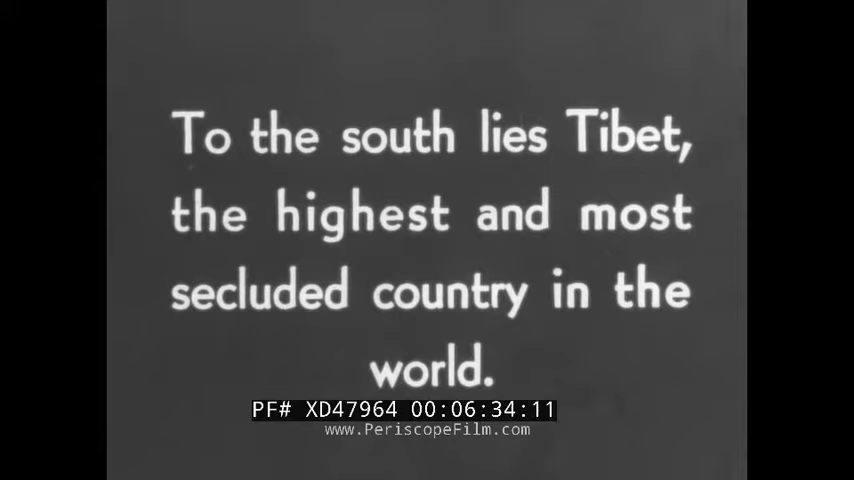 To the south lies Tibet,
the highest and most
secluded country in the
world.
PF# XD47964 00:06:34:11
www.PeriscopeFilm.com